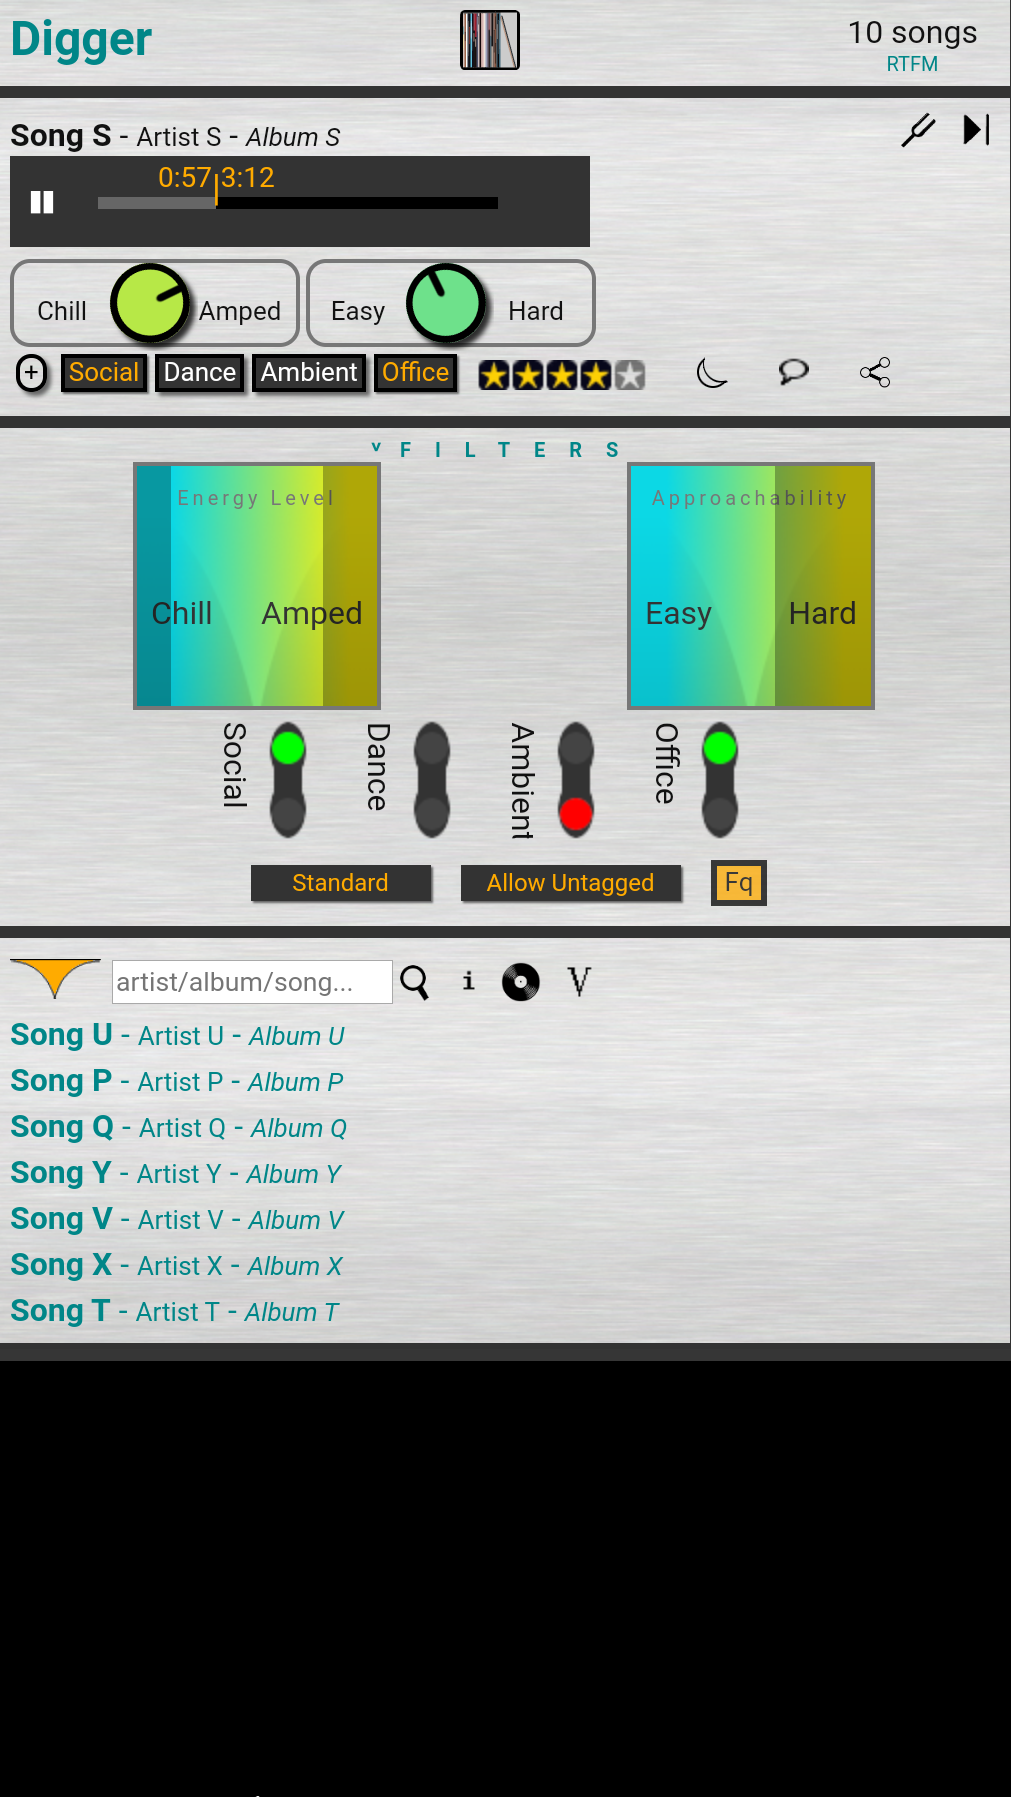 Digger
10 songs
RTFM
Song S - Artist S - Album S
0:57 3:12
Chill Amped Easy Hard
+ Social Dance Ambient Office
v FILTERS
Energy Level Approachability
Chill Amped Easy Hard
Social Dance Ambient Office
Standard Allow Untagged Fq
artist/album/song... i V
Song U - Artist U - Album U
Song P - Artist P - Album P
Song Q - Artist Q - Album Q
Song Y - Artist Y - Album Y
Song V - Artist V - Album V
Song X - Artist X - Album X
Song T - Artist T - Album T